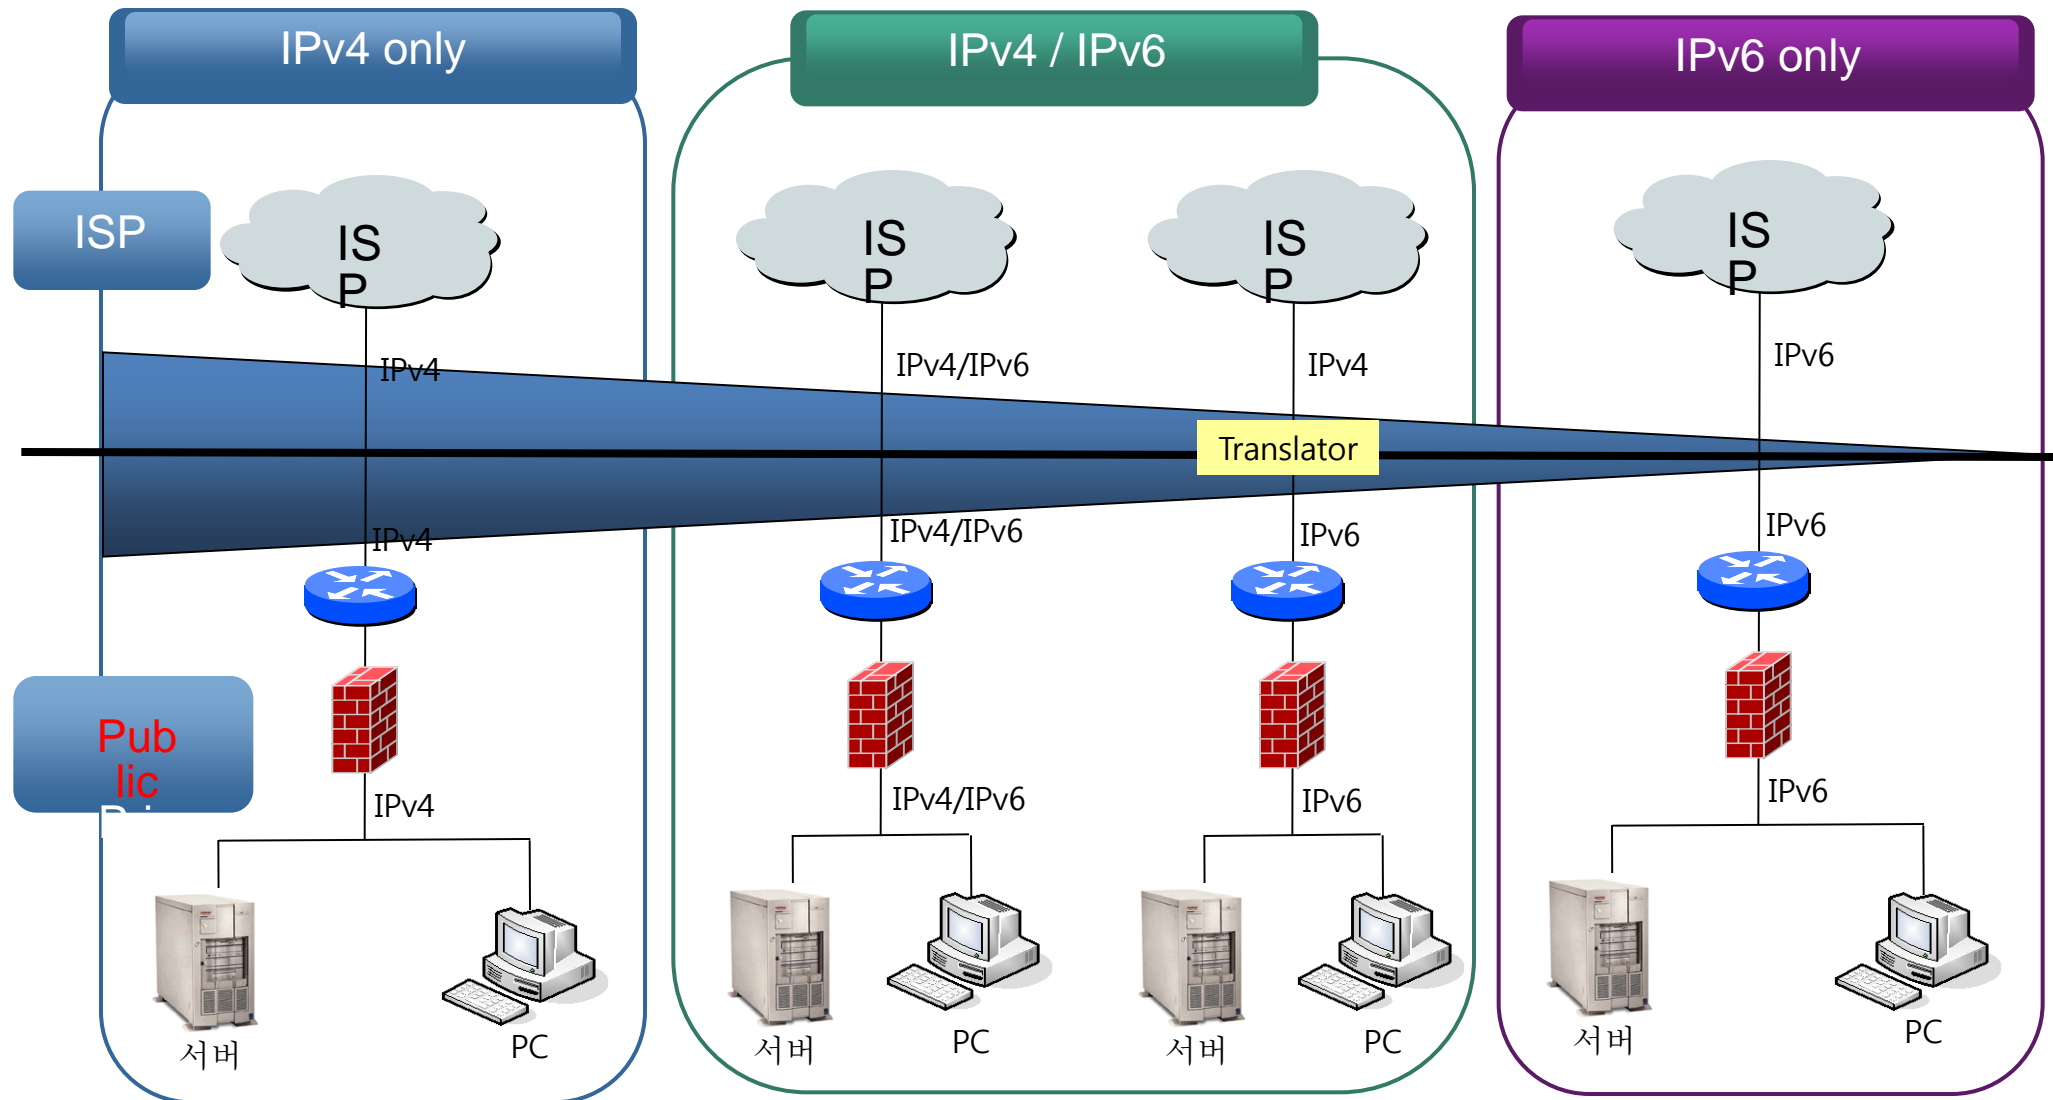 IPv4 only
IPv4 / IPv6
IPv6 only
ISP
IS
P
IS
P
IS
P
IS
P
IPv4
IPv4/IPv6
IPv4
IPv6
Translator
IPv4
IPv4/IPv6
IPv6
IPv6
Pub
lic
IPv4
IPv4/IPv6
IPv6
IPv6
서버
PC
서버
PC
서버
PC
서버
PC